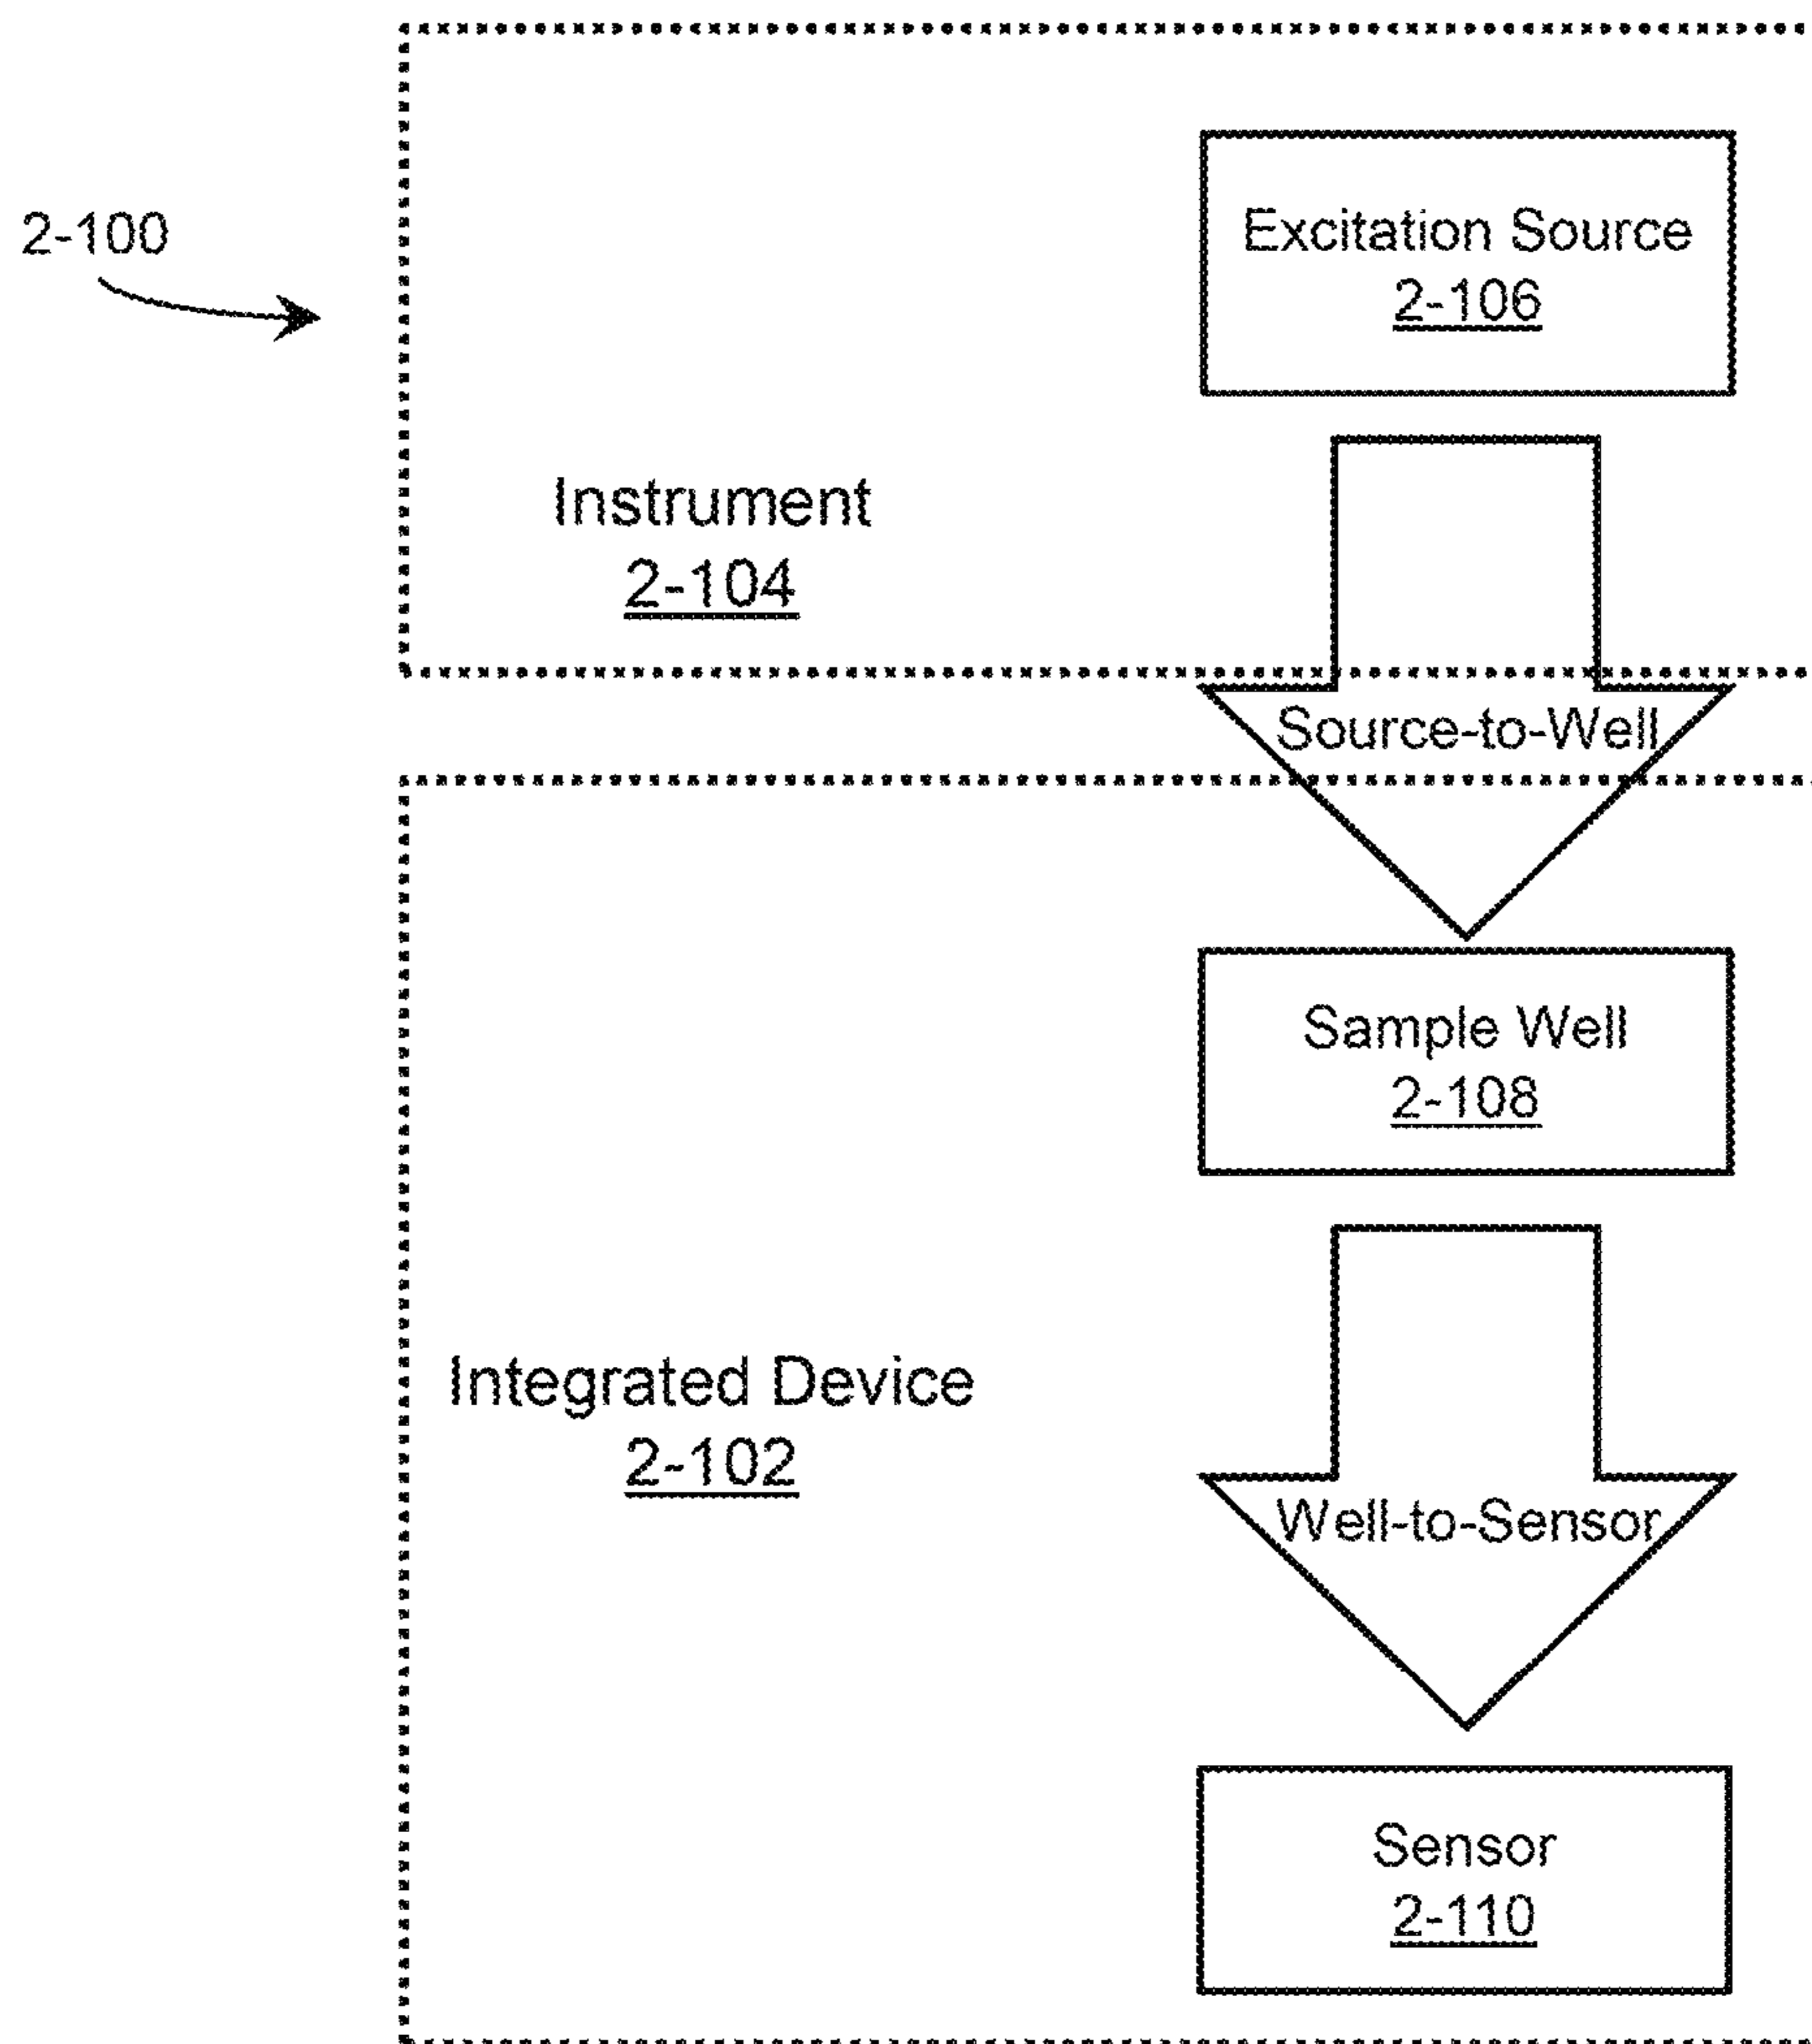 2-100
Excitation Source
2-106
Instrument
2-104
Source-to-Well
Sample Well
2-108
Integrated Device
2-102
Well-to-Sensor
Sensor
2-110